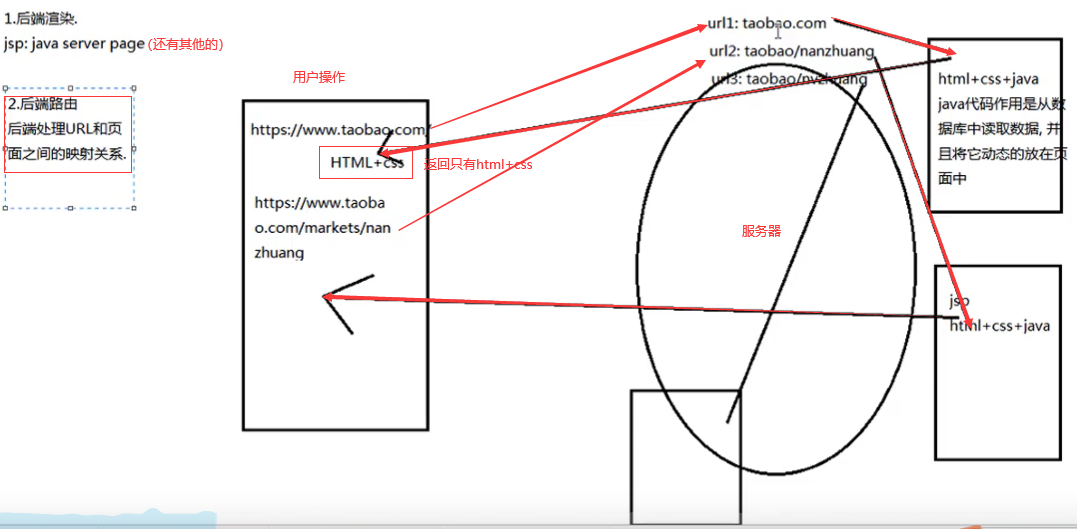 1.后端渲染.
jsp: java server page (还有其他的)
2.后端路由
后端处理URL和页
面之间的映射关系.
用户操作
https://www.taobao.com/
HTML+css
返回只有html+css
https://www.taoba
o.com/markets/nan
zhuang
url1: taobao.com
url2: taobao/nanzhuang
url3: taobao/nvzhuang
服务器
html+css+java
java代码作用是从数
据库中读取数据, 并
且将它动态的放在页
面中
jsp
html+css+java